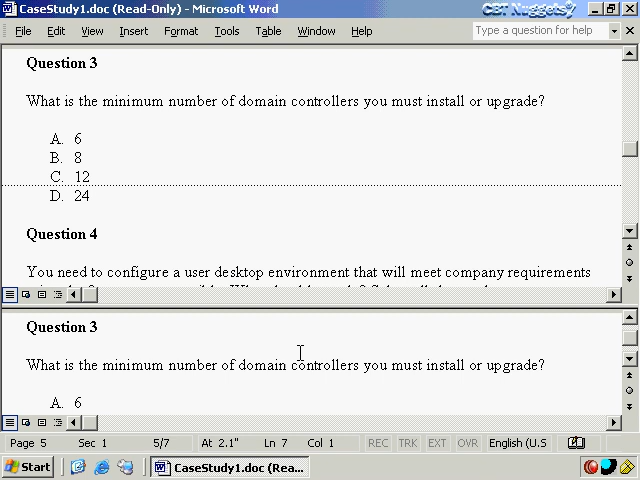 CaseStudy1.doc (Read-Only) - Microsoft Word
CBT Nuggets
File Edit View Insert Format Tools Table Window Help Type a question for help
Question 3
What is the minimum number of domain controllers you must install or upgrade?
A. 6
B. 8
C. 12
D. 24
Question 4
You need to configure a user desktop environment that will meet company requirements
Question 3
What is the minimum number of domain controllers you must install or upgrade?
A. 6
Page 5 Sec 1 5/7 At 2.1" Ln 7 Col 1 REC TRK EXT OVR English (U.S
Start CaseStudy1.doc (Rea...